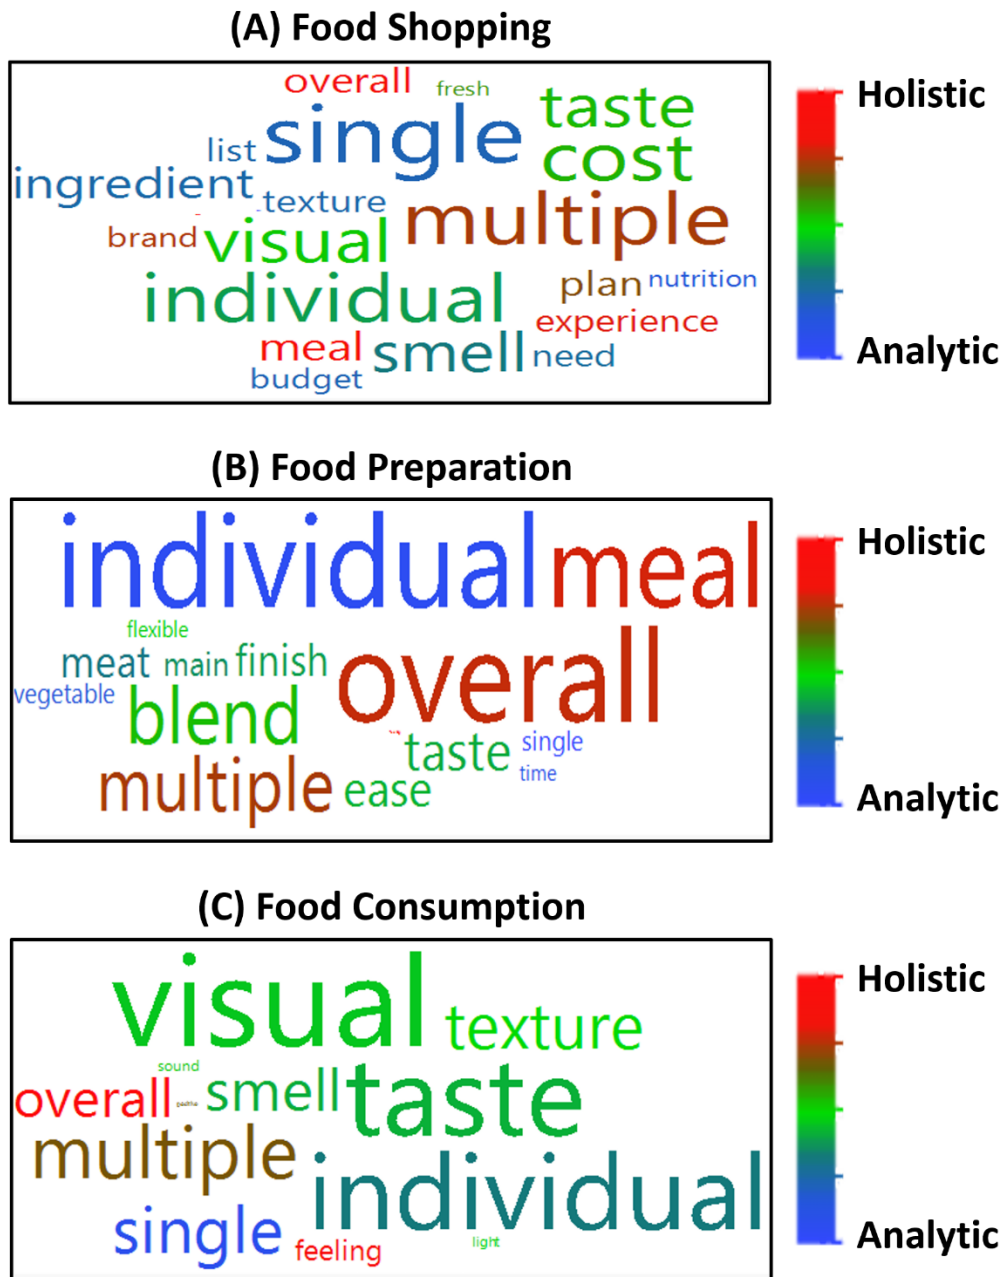 (A) Food Shopping
overall fresh
single taste
list cost
ingredient texture
multiple
brand visual
individual plan nutrition
experience
meal smell need
budget
Holistic
Analytic
(B) Food Preparation
individual meal
flexible
meat main finish overall
vegetable blend
taste single
time
multiple ease
Holistic
Analytic
(C) Food Consumption
visual texture
sound
overall smell taste
multiple individual
single feeling light
Holistic
Analytic